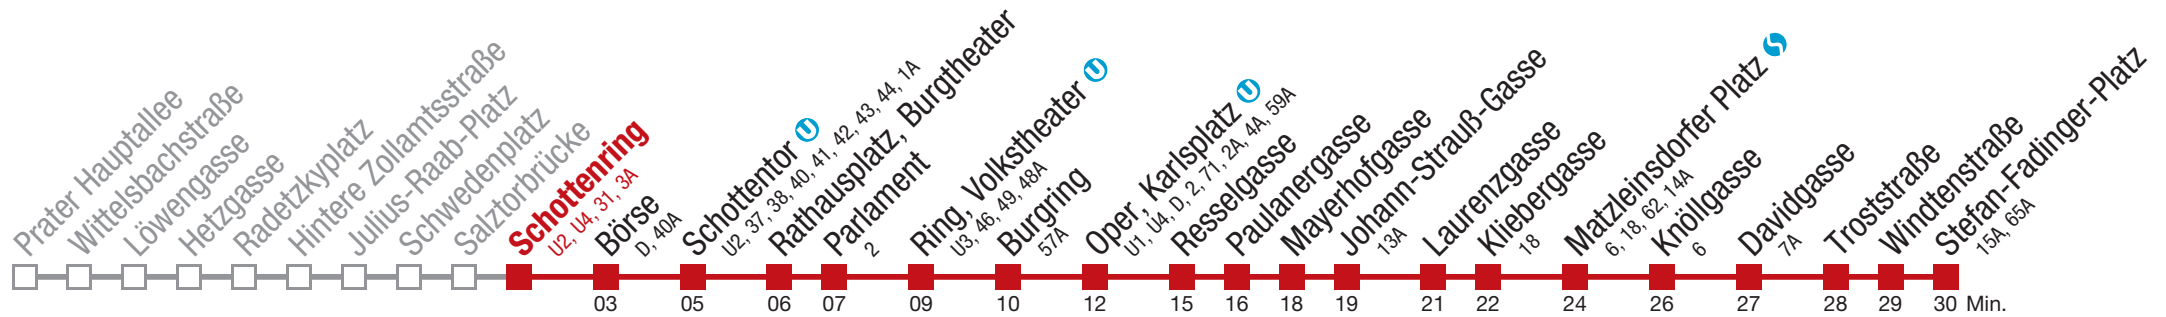 Prater Hauptallee
Wittelsbachstraße
Löwengasse
Hetzgasse
Radetzkyplatz
Hintere Zollamtsstraße
Julius-Raab-Platz
Schwedenplatz
Salztorbrücke
Schottenring
U2, U4, 31, 3A
Börse
D, 40A
Schottentor
U2, 37, 38, 40, 41, 42, 43, 44, 1A
Rathausplatz, Burgtheater
Parlament
2
Ring, Volkstheater
U3, 46, 49, 48A
Burgring
57A
Oper, Karlsplatz
U1, U4, D, 2, 71, 2A, 4A, 59A
Resselgasse
Paulanergasse
Mayerhofgasse
Johann-Strauß-Gasse
13A
Laurenzgasse
Kliebergasse
18
Matzleinsdorfer Platz
6, 18, 62, 14A
Knöllgasse
6
Davidgasse
7A
Troststraße
Windtenstraße
Stefan-Fadinger-Platz
15A, 65A
03 05 06 07 09 10 12 15 16 18 19 21 22 24 26 27 28 29 30 Min.